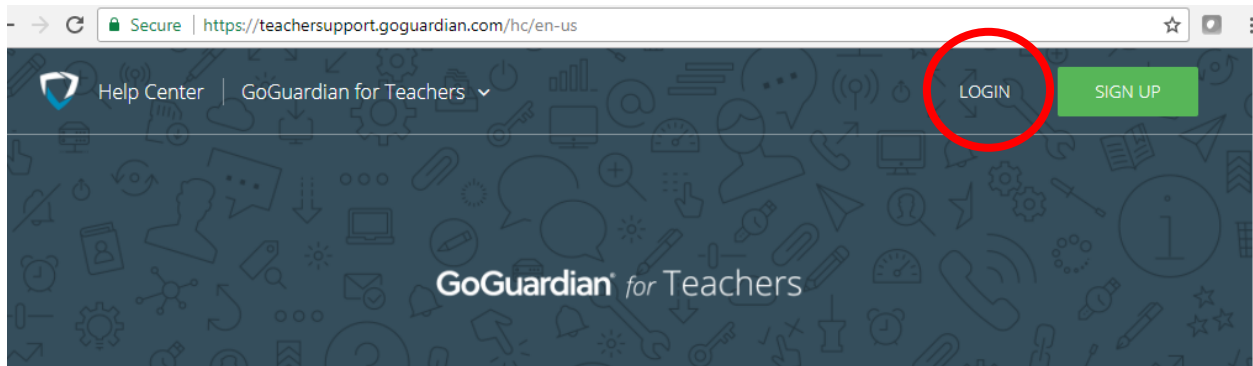 Secure | https://teachersupport.goguardian.com/hc/en-us
Help Center | GoGuardian for Teachers LOGIN SIGN UP
GoGuardian® for Teachers